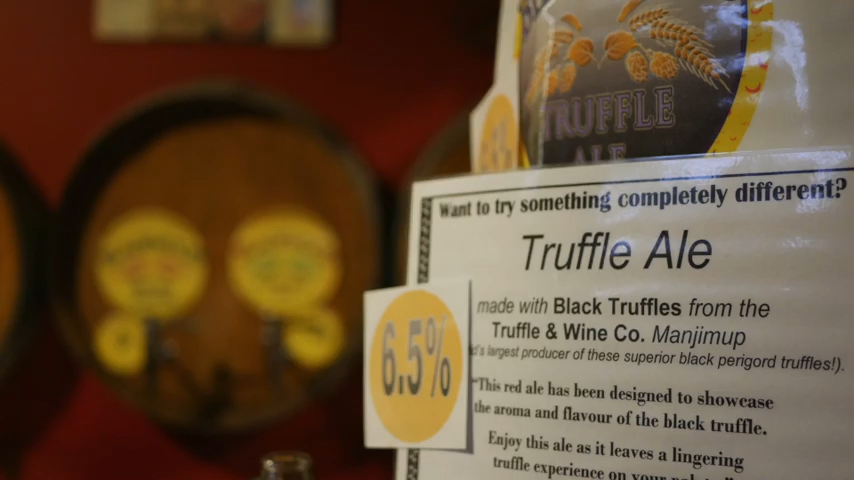 TRUFFLE
ALE
Want to try something completely different?
Truffle Ale
made with Black Truffles from the
Truffle & Wine Co. Manjimup
largest producer of these superior black perigord truffles!).
6.5%
"This red ale has been designed to showcase
the aroma and flavour of the black truffle.
Enjoy this ale as it leaves a lingering
truffle experience on your